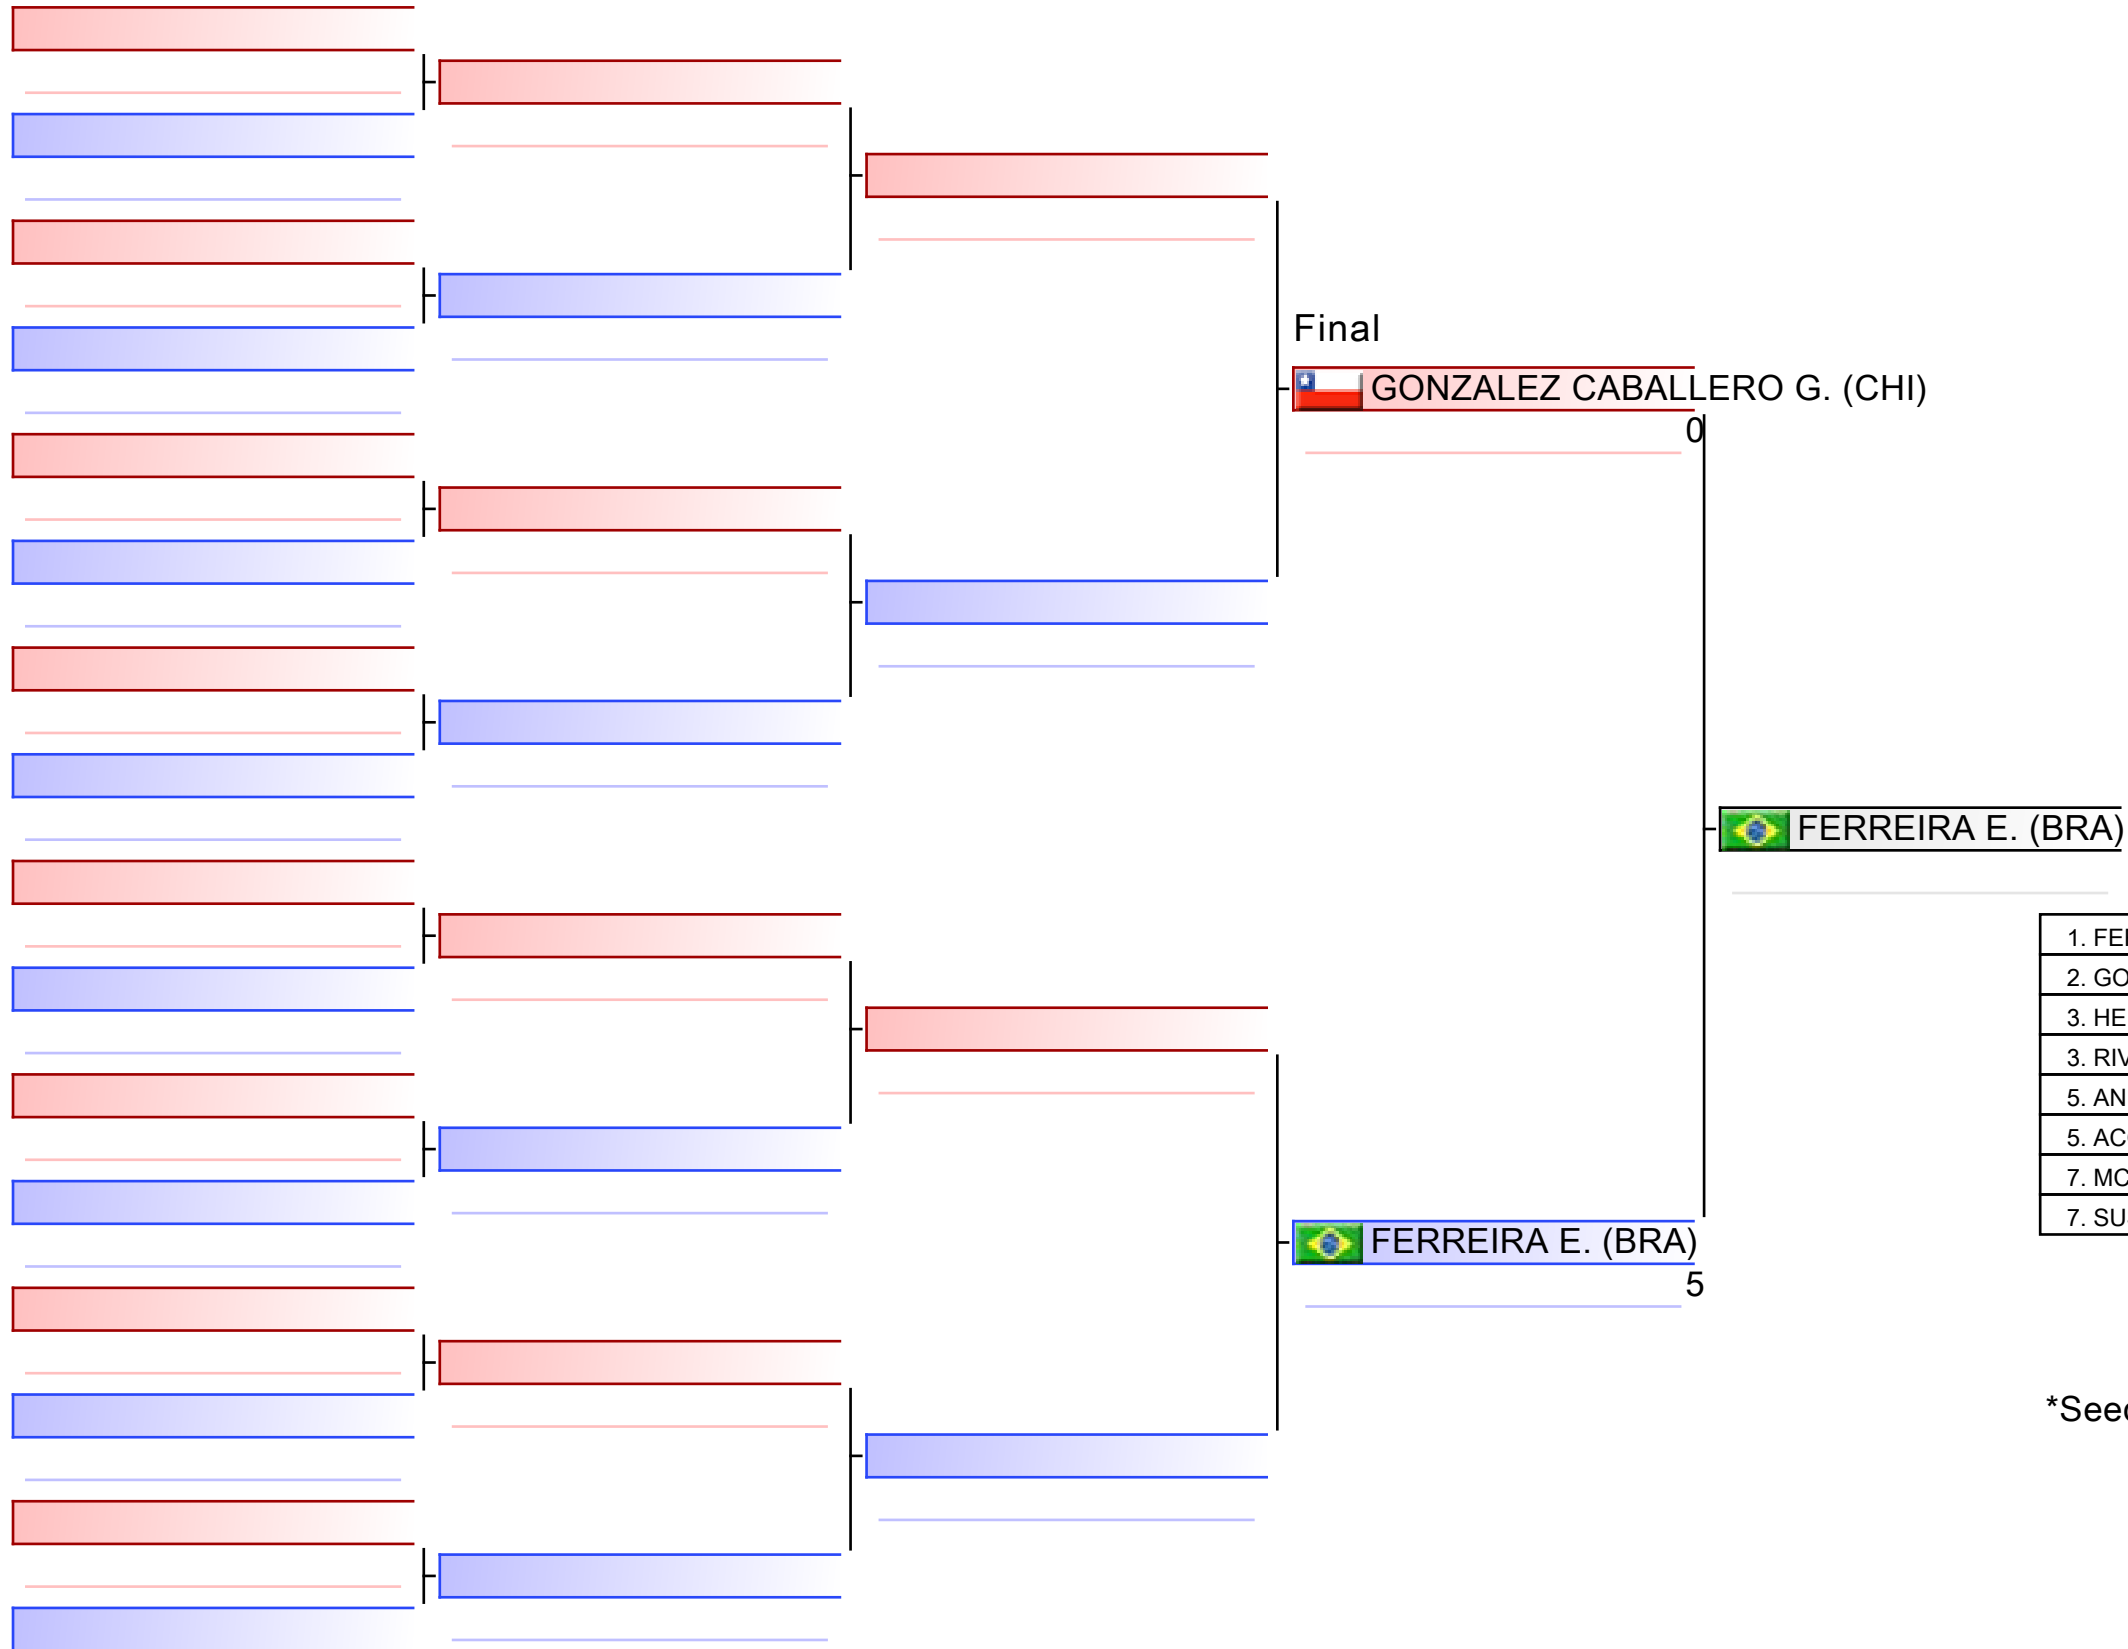 Final
GONZALEZ CABALLERO G. (CHI)
0
FERREIRA E. (BRA)
1.
2.
3.
3.
5.
5.
7.
7.
FERREIRA E. (BRA)
5